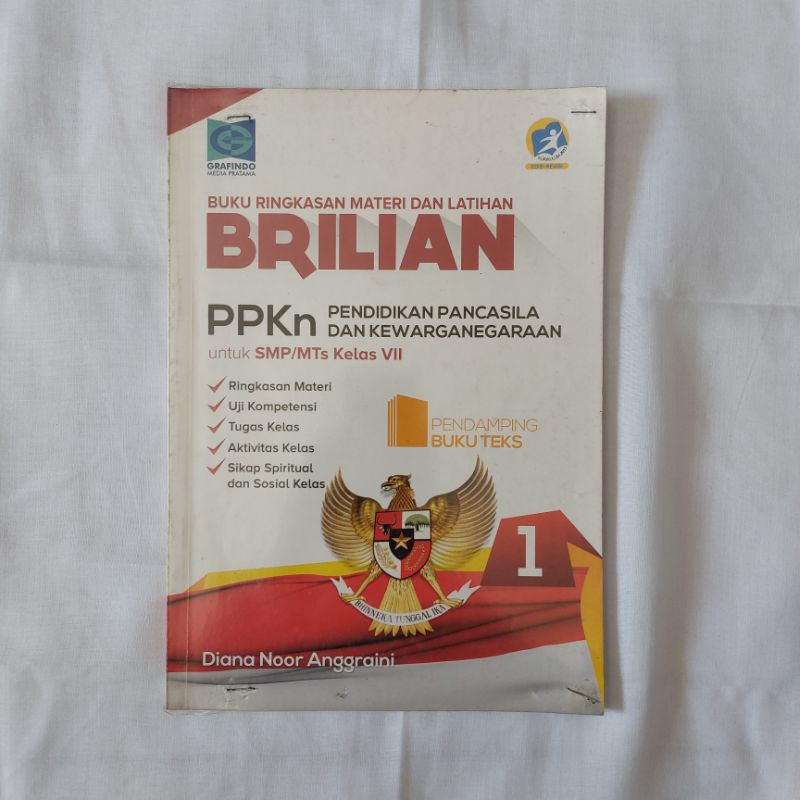 GRAFINDO
MEDIA PRATAMA
BUKU RINGKASAN MATERI DAN LATIHAN
BRILIAN
PPKn
PENDIDIKAN PANCASILA
DAN KEWARGANEGARAAN
untuk SMP/MTs Kelas VII
Ringkasan Materi
Uji Kompetensi
Tugas Kelas
Aktivitas Kelas
Sikap Spiritual
dan Sosial Kelas
PENDAMPING
BUKU TEKS
1
BHINNEKA TUNGGAL IKA
Diana Noor Anggraini